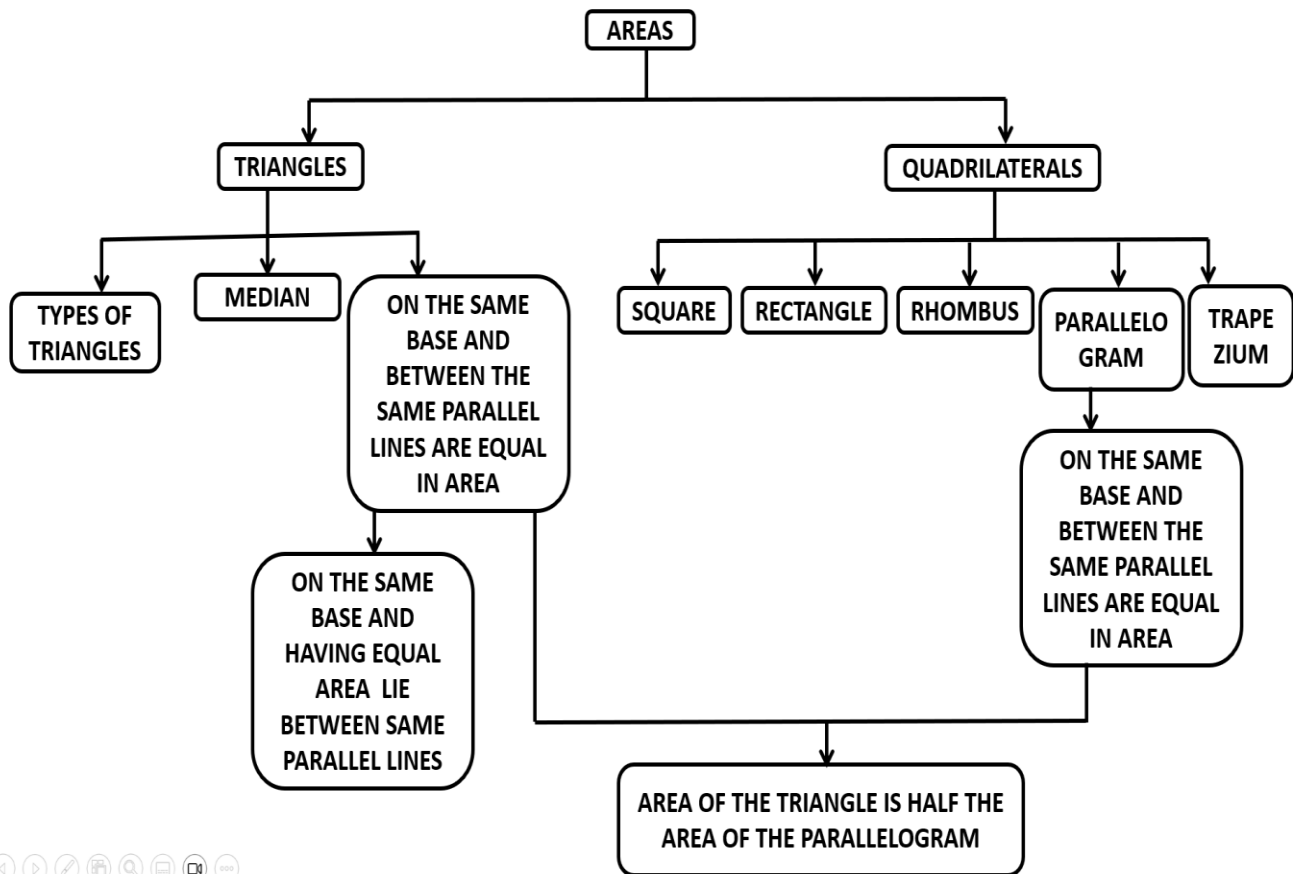 AREAS
TRIANGLES
QUADRILATERALS
TYPES OF
TRIANGLES
MEDIAN
ON THE SAME
BASE AND
BETWEEN THE
SAME PARALLEL
LINES ARE EQUAL
IN AREA
SQUARE
RECTANGLE
RHOMBUS
PARALLELO
GRAM
TRAPE
ZIUM
ON THE SAME
BASE AND
HAVING EQUAL
AREA LIE
BETWEEN SAME
PARALLEL LINES
ON THE SAME
BASE AND
BETWEEN THE
SAME PARALLEL
LINES ARE EQUAL
IN AREA
AREA OF THE TRIANGLE IS HALF THE
AREA OF THE PARALLELOGRAM